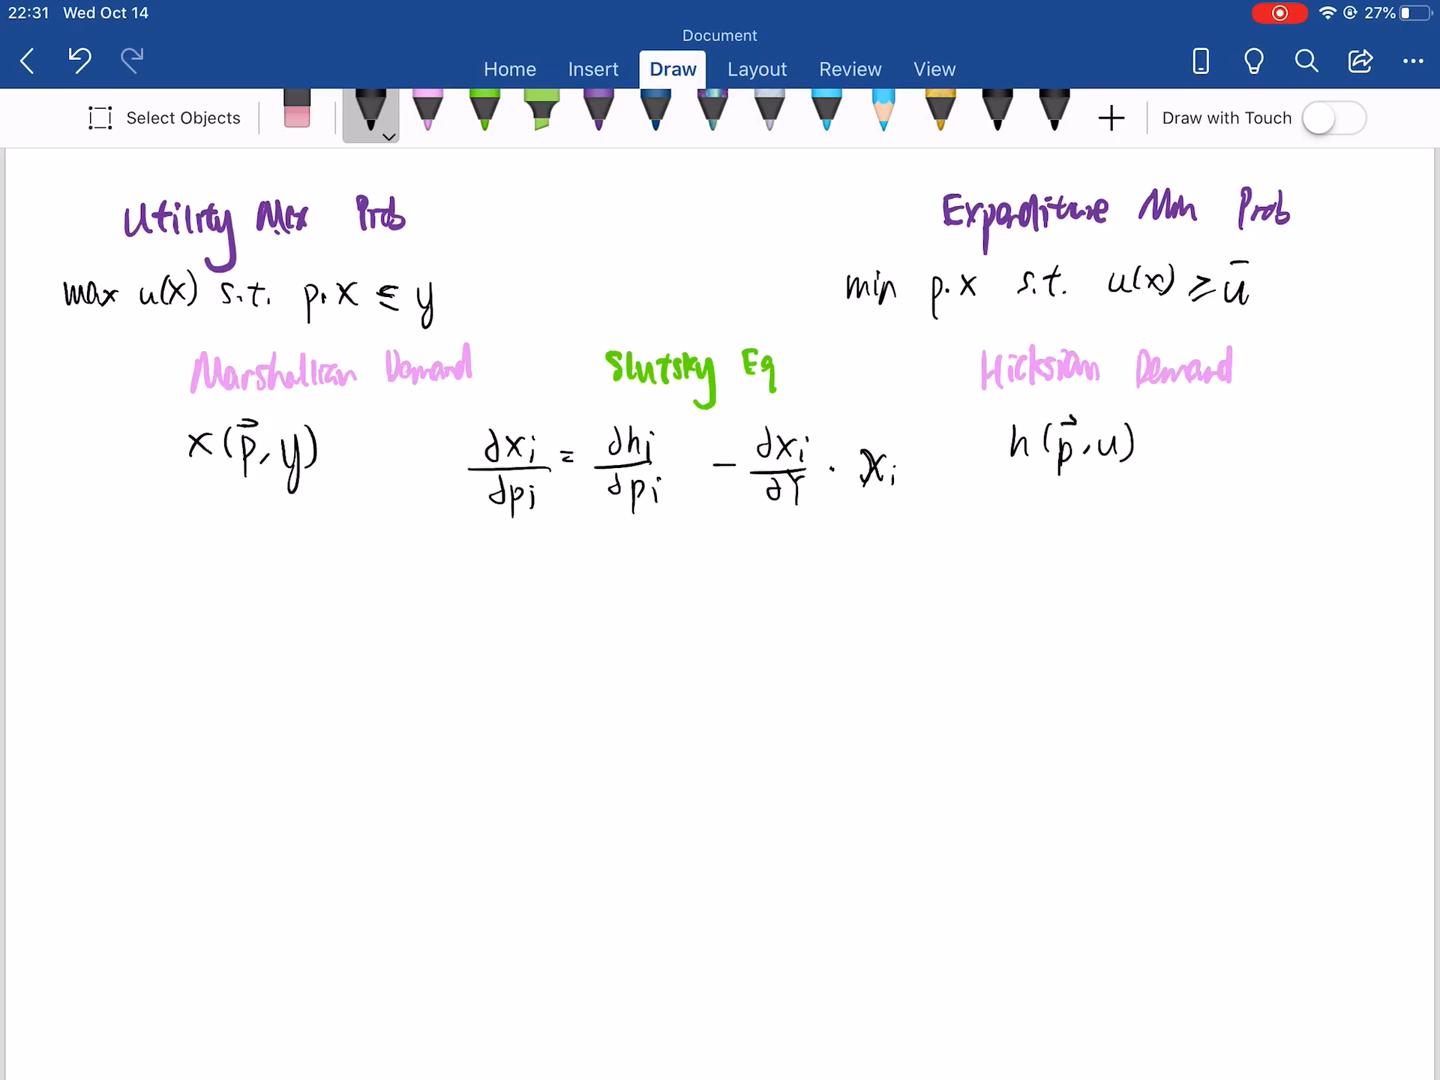 22:31 Wed Oct 14
27%
Document
Home Insert Draw Layout Review View
Select Objects
Draw with Touch
Utility Max Prob
Expenditure Min Prob
max u(x) s.t. p.x ≤ y
min p.x s.t. u(x) ≥ ū
Marshallian Demand
Slutsky Eq
Hicksian Demand
x(p⃗, y)
∂xi/∂pj = ∂hi/∂pi − ∂xi/∂Y · xi
h(p⃗, u)